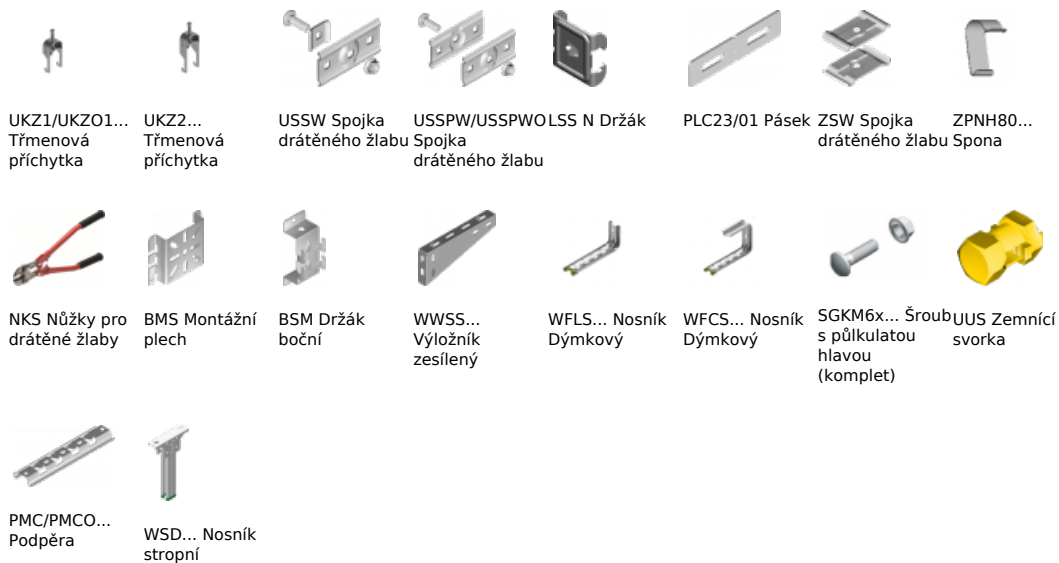 UKZ1/UKZO1...
Třmenová
příchytka
UKZ2...
Třmenová
příchytka
USSW Spojka
drátěného žlabu
USSPW/USSPWO
Spojka
drátěného žlabu
LSS N Držák
PLC23/01 Pásek
ZSW Spojka
drátěného žlabu
ZPNH80...
Spona
NKS Nůžky pro
drátěné žlaby
BMS Montážní
plech
BSM Držák
boční
WWSS...
Výložník
zesílený
WFLS... Nosník
Dýmkový
WFCS... Nosník
Dýmkový
SGKM6x... Šroub
s půlkulatou
hlavou
(komplet)
UUS Zemnící
svorka
PMC/PMCO...
Podpěra
WSD... Nosník
stropní